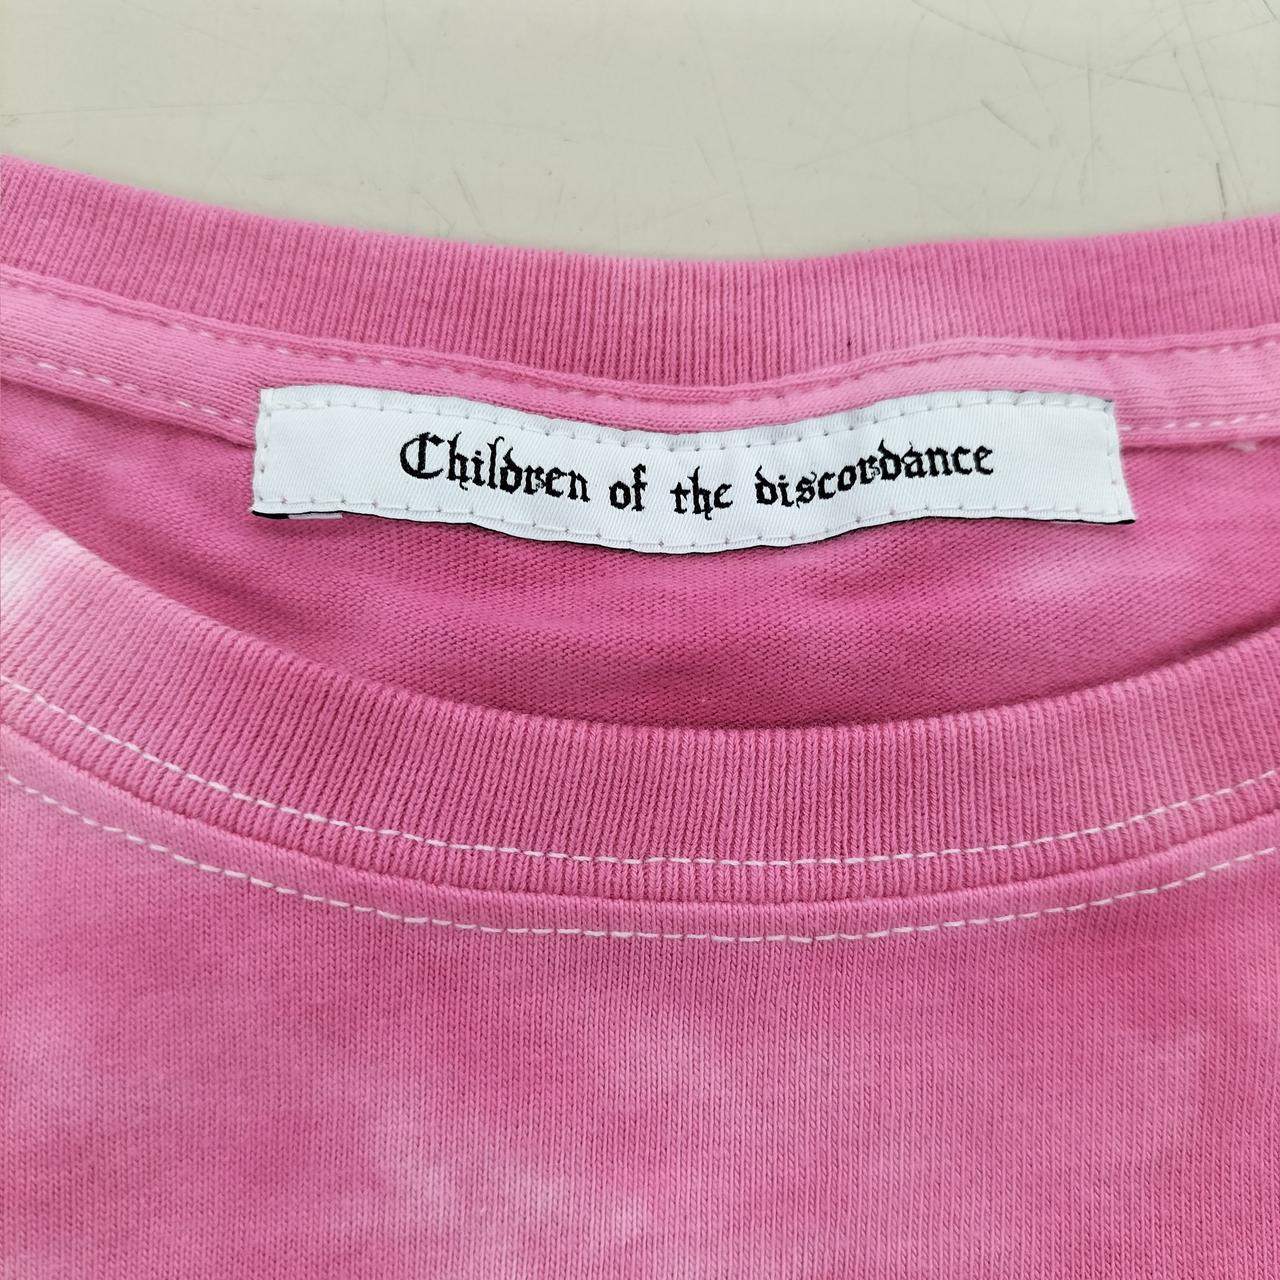 Children of the discordance